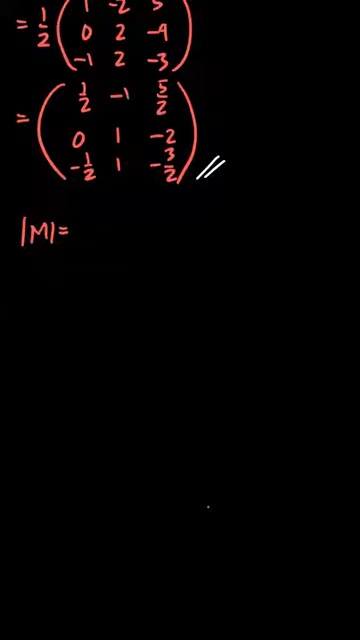 1 -2 5
= 1/2 ( 0 2 -4 )
-1 2 -3
1/2 -1 5/2
= ( 0 1 -2 )
-1/2 1 -3/2 //
|M| =